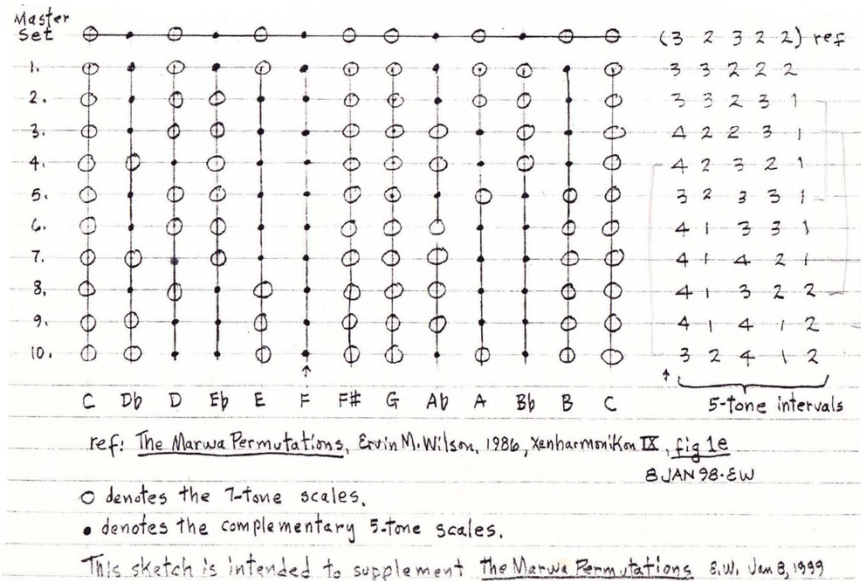 Master
Set (3 2 3 2 2) ref
1. 3 3 2 2 2
2. 3 3 2 3 1
3. 4 2 2 3 1
4. 4 2 3 2 1
5. 3 2 3 3 1
6. 4 1 3 3 1
7. 4 1 4 2 1
8. 4 1 3 2 2
9. 4 1 4 1 2
10. 3 2 4 1 2
C Db D Eb E F F# G Ab A Bb B C 5-tone intervals
ref: The Marwa Permutations, Ervin M. Wilson, 1986, Xenharmonikon IX, fig 1e
8 JAN 98·EW
O denotes the 7-tone scales.
• denotes the complementary 5-tone scales.
This sketch is intended to supplement The Marwa Permutations E.W. Jan 8, 1999